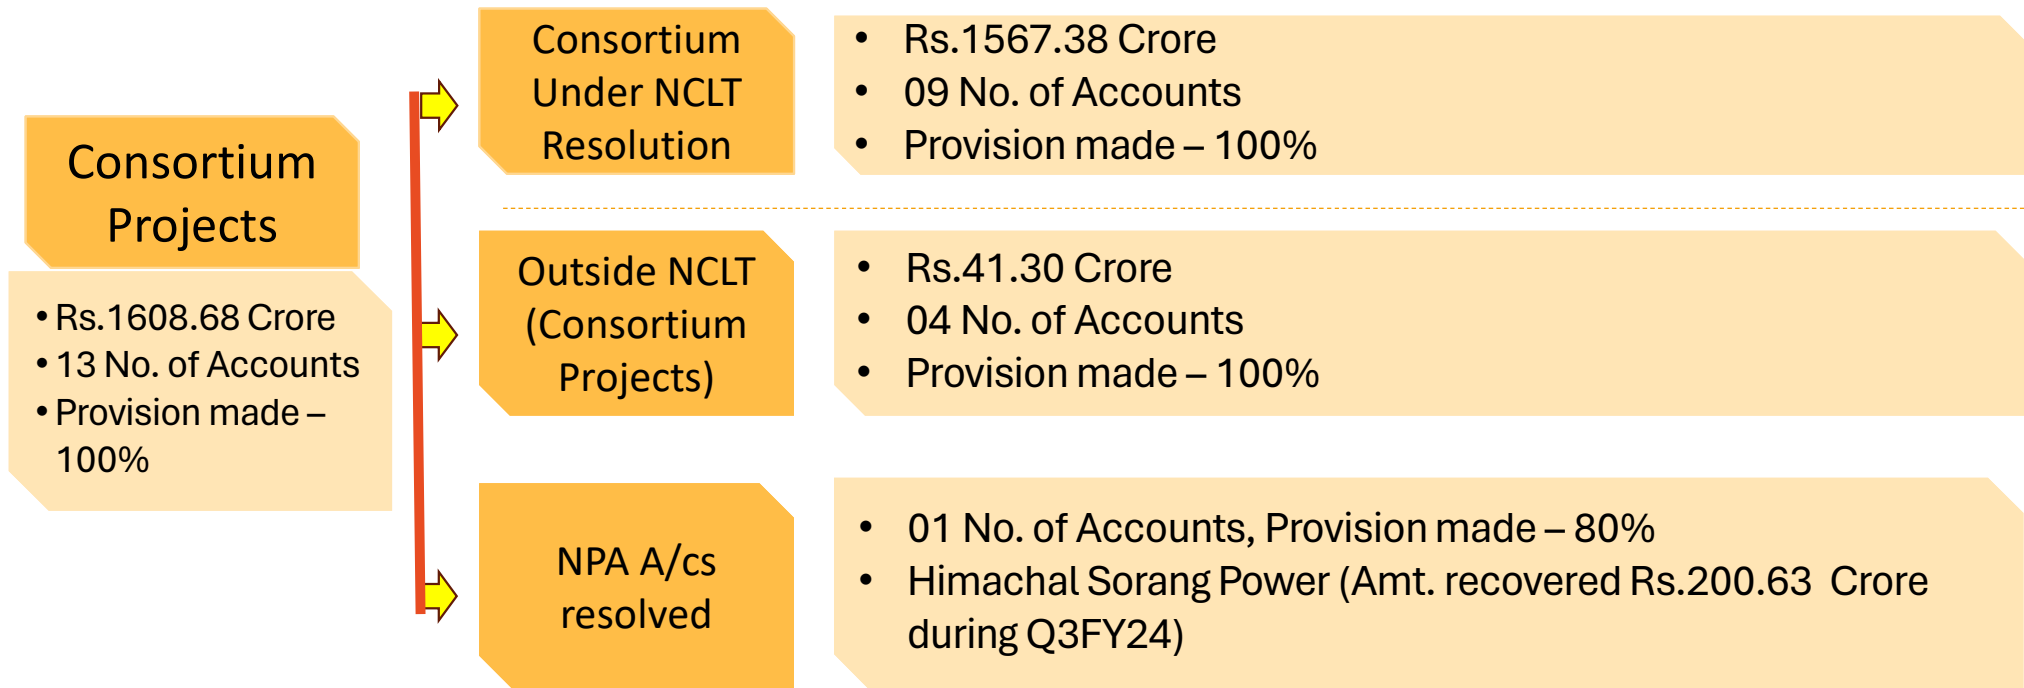 Consortium
Projects
• Rs.1608.68 Crore
• 13 No. of Accounts
• Provision made –
100%
Consortium
Under NCLT
Resolution
• Rs.1567.38 Crore
• 09 No. of Accounts
• Provision made – 100%
Outside NCLT
(Consortium
Projects)
• Rs.41.30 Crore
• 04 No. of Accounts
• Provision made – 100%
NPA A/cs
resolved
• 01 No. of Accounts, Provision made – 80%
• Himachal Sorang Power (Amt. recovered Rs.200.63 Crore
during Q3FY24)